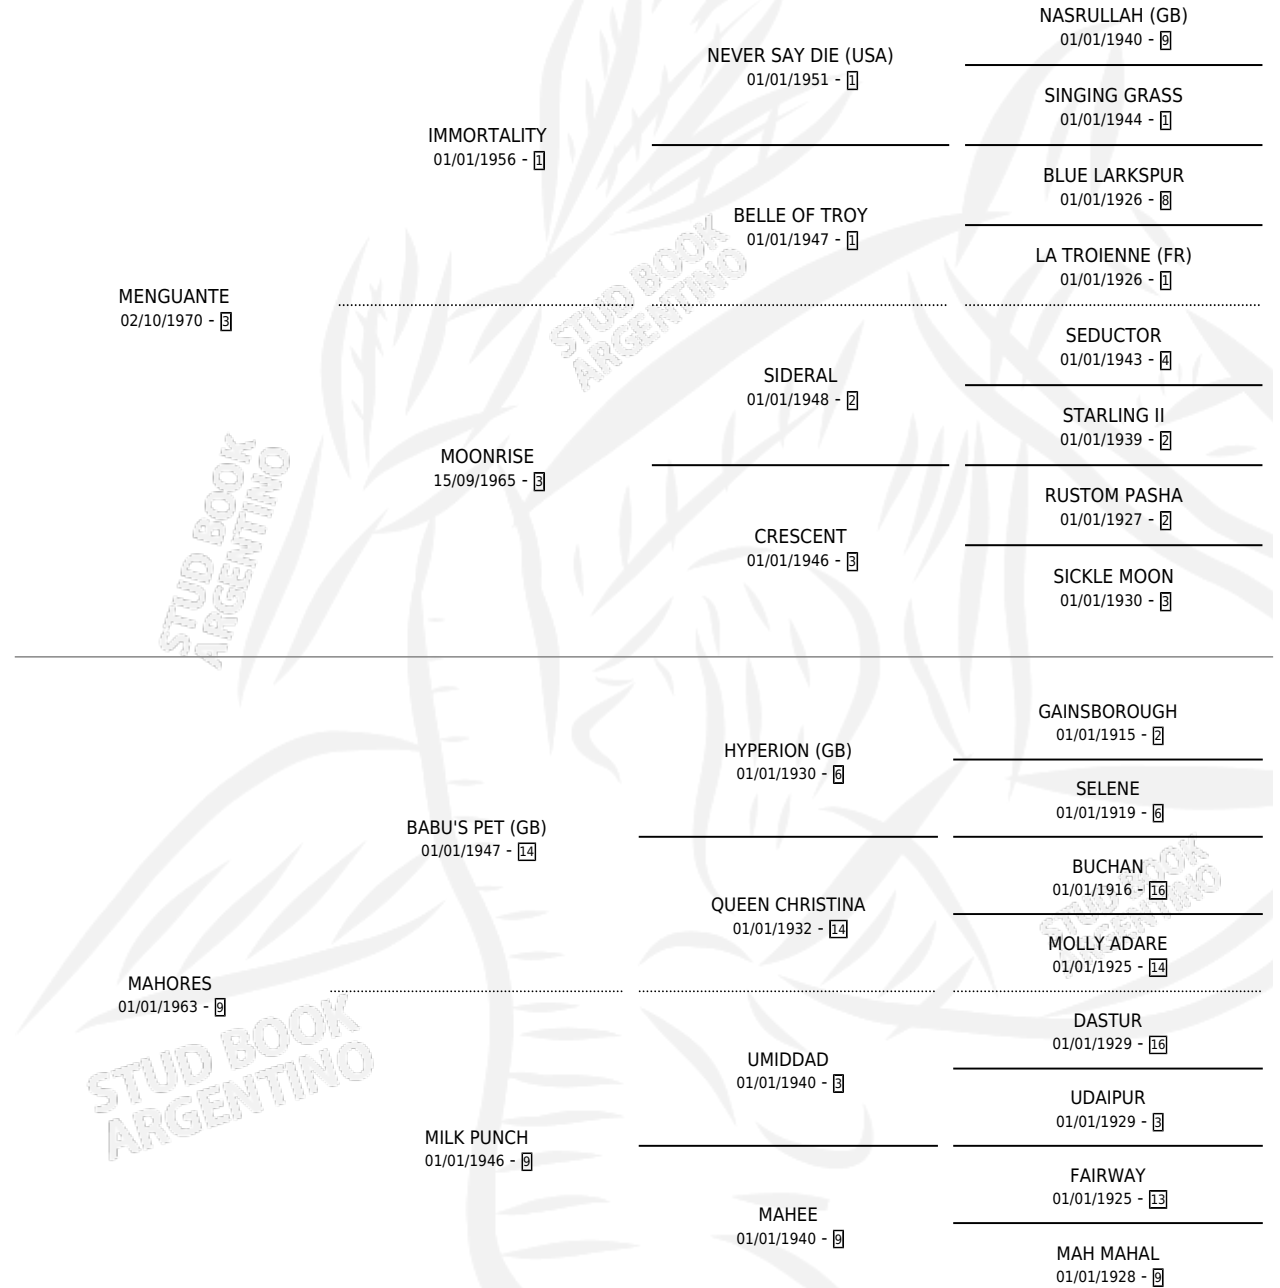 NASRULLAH (GB)
01/01/1940 - 9
NEVER SAY DIE (USA)
01/01/1951 - 1
SINGING GRASS
01/01/1944 - 1
IMMORTALITY
01/01/1956 - 1
BLUE LARKSPUR
01/01/1926 - 8
BELLE OF TROY
01/01/1947 - 1
LA TROIENNE (FR)
01/01/1926 - 1
MENGUANTE
02/10/1970 - 3
SEDUCTOR
01/01/1943 - 4
SIDERAL
01/01/1948 - 2
STARLING II
01/01/1939 - 2
MOONRISE
15/09/1965 - 3
RUSTOM PASHA
01/01/1927 - 2
CRESCENT
01/01/1946 - 3
SICKLE MOON
01/01/1930 - 3
GAINSBOROUGH
01/01/1915 - 2
HYPERION (GB)
01/01/1930 - 6
SELENE
01/01/1919 - 6
BABU'S PET (GB)
01/01/1947 - 14
BUCHAN
01/01/1916 - 16
QUEEN CHRISTINA
01/01/1932 - 14
MOLLY ADARE
01/01/1925 - 14
MAHORES
01/01/1963 - 9
DASTUR
01/01/1929 - 16
UMIDDAD
01/01/1940 - 3
UDAIPUR
01/01/1929 - 3
MILK PUNCH
01/01/1946 - 9
FAIRWAY
01/01/1925 - 13
MAHEE
01/01/1940 - 9
MAH MAHAL
01/01/1928 - 9
STUD BOOK
ARGENTINO
STUD BOOK
ARGENTINO
STUD BOOK
ARGENTINO
STUD BOOK
ARGENTINO